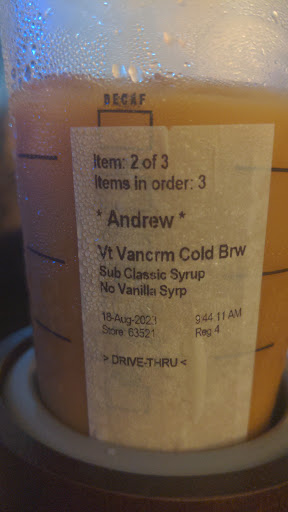 DECAF
Item: 2 of 3
Items in order: 3
* Andrew *
Vt Vancrm Cold Brw
Sub Classic Syrup
No Vanilla Syrp
18-Aug-2023 9:44:11 AM
Store: 63521 Reg 4
> DRIVE-THRU <